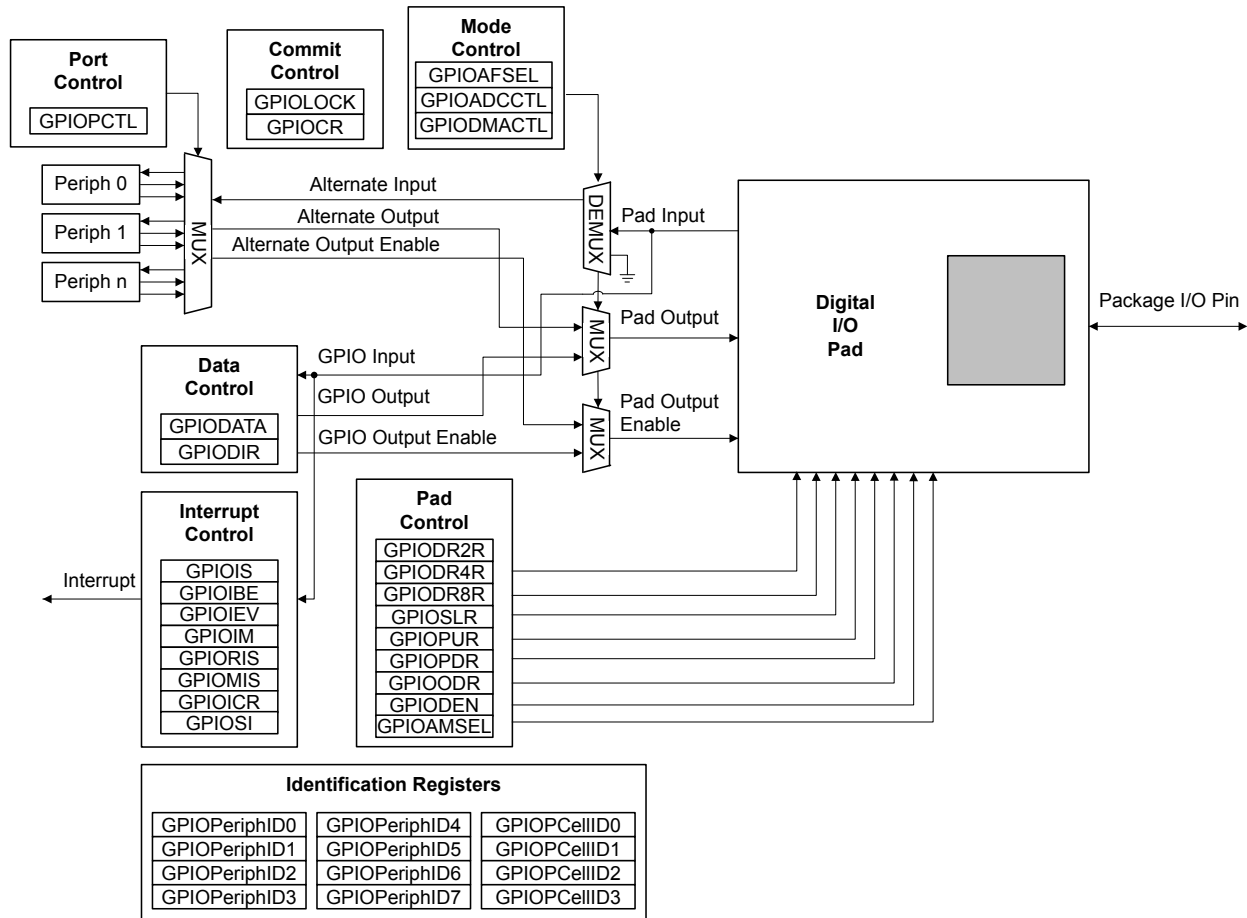 Port
Control
GPIOPCTL
Commit
Control
GPIOLOCK
GPIOCR
Mode
Control
GPIOAFSEL
GPIOADCCTL
GPIODMACTL
Periph 0
Periph 1
Periph n
MUX
Alternate Input
Alternate Output
Alternate Output Enable
DEMUX
Pad Input
MUX
Pad Output
MUX
Pad Output
Enable
Digital
I/O
Pad
Package I/O Pin
Data
Control
GPIODATA
GPIODIR
GPIO Input
GPIO Output
GPIO Output Enable
Interrupt
Control
GPIOIS
GPIOIBE
GPIOIEV
GPIOIM
GPIORIS
GPIOMIS
GPIOICR
GPIOSI
Interrupt
Pad
Control
GPIODR2R
GPIODR4R
GPIODR8R
GPIOSLR
GPIOPUR
GPIOPDR
GPIOODR
GPIODEN
GPIOAMSEL
Identification Registers
GPIOPeriphID0
GPIOPeriphID1
GPIOPeriphID2
GPIOPeriphID3
GPIOPeriphID4
GPIOPeriphID5
GPIOPeriphID6
GPIOPeriphID7
GPIOPCellID0
GPIOPCellID1
GPIOPCellID2
GPIOPCellID3